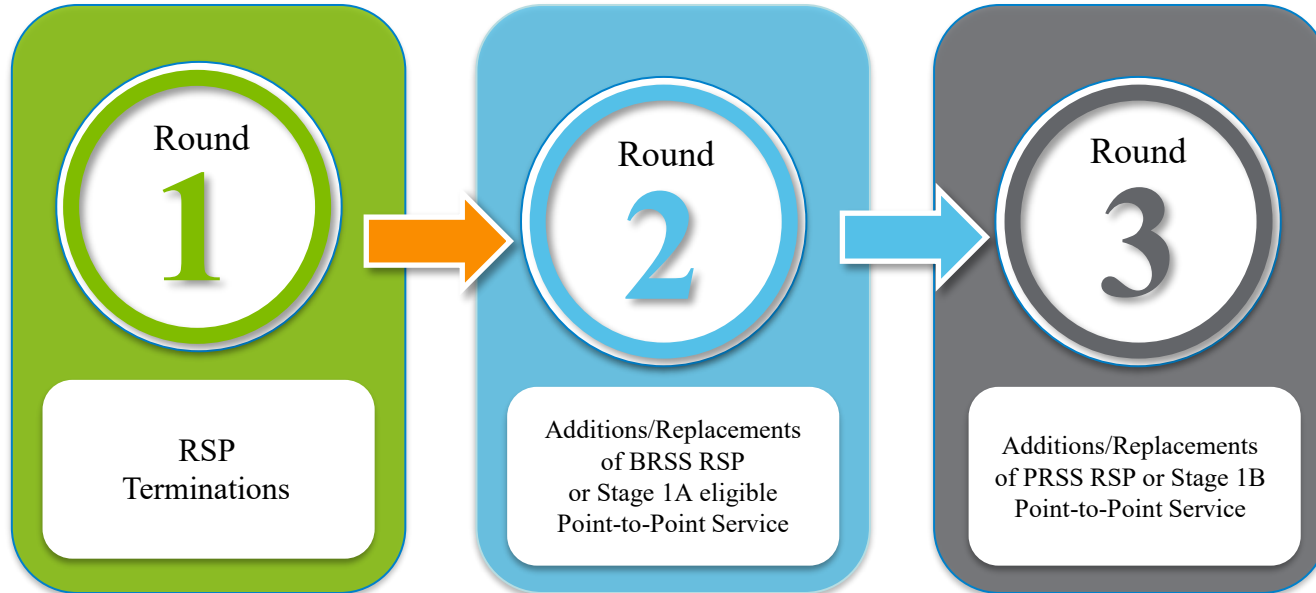 Round
1
RSP
Terminations
Round
2
Additions/Replacements
of BRSS RSP
or Stage 1A eligible
Point-to-Point Service
Round
3
Additions/Replacements
of PRSS RSP or Stage 1B
Point-to-Point Service